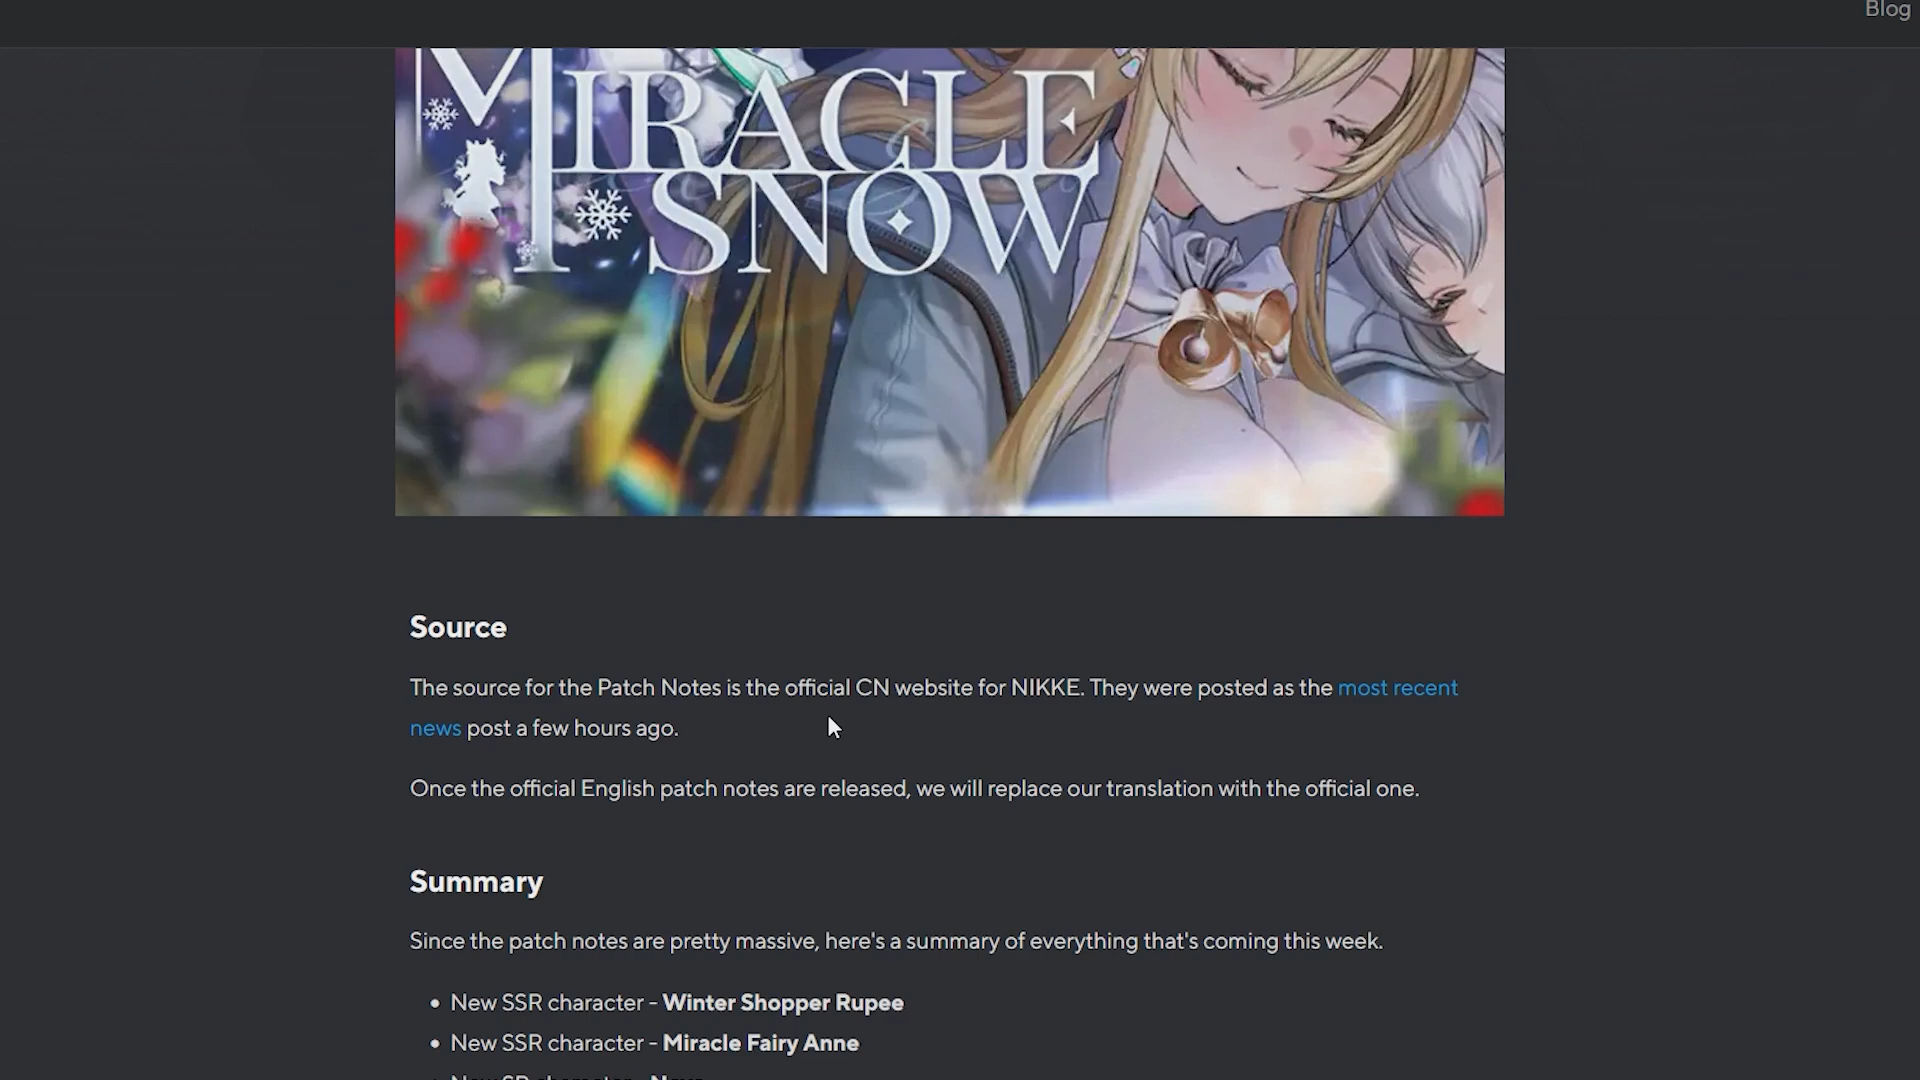 Blog
MIRACLE
SNOW
Source
The source for the Patch Notes is the official CN website for NIKKE. They were posted as the most recent
news post a few hours ago.
Once the official English patch notes are released, we will replace our translation with the official one.
Summary
Since the patch notes are pretty massive, here's a summary of everything that's coming this week.
• New SSR character - Winter Shopper Rupee
• New SSR character - Miracle Fairy Anne